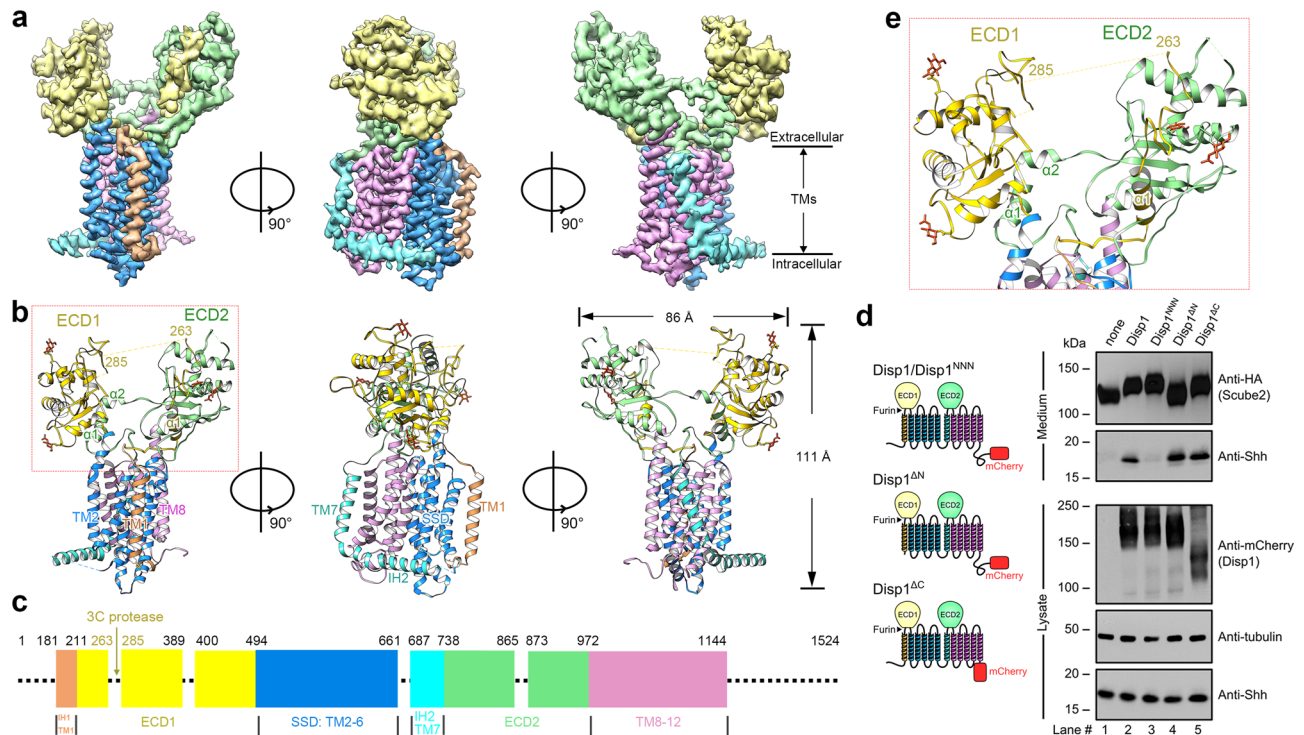 a
90°
90°
Extracellular
TMs
Intracellular
b
ECD1
ECD2
263
285
α2
α1
α1
TM2
TM1
TM8
90°
TM7
SSD
TM1
IH2
90°
86 Å
111 Å
c
3C protease
1 181 211 263 285 389 400 494 661 687 738 865 873 972 1144 1524
IH1
TM1
ECD1
SSD: TM2-6
IH2
TM7
ECD2
TM8-12
e
ECD1
ECD2
263
285
α2
α1
α1
d
Disp1/Disp1NNN
ECD1
ECD2
Furin
mCherry
Disp1ΔN
ECD1
ECD2
Furin
mCherry
Disp1ΔC
ECD1
ECD2
Furin
mCherry
none
Disp1
Disp1NNN
Disp1ΔN
Disp1ΔC
kDa
Medium
150
100
Anti-HA
(Scube2)
20
15
Anti-Shh
Lysate
250
150
100
Anti-mCherry
(Disp1)
50
Anti-tubulin
20
15
Anti-Shh
Lane # 1 2 3 4 5